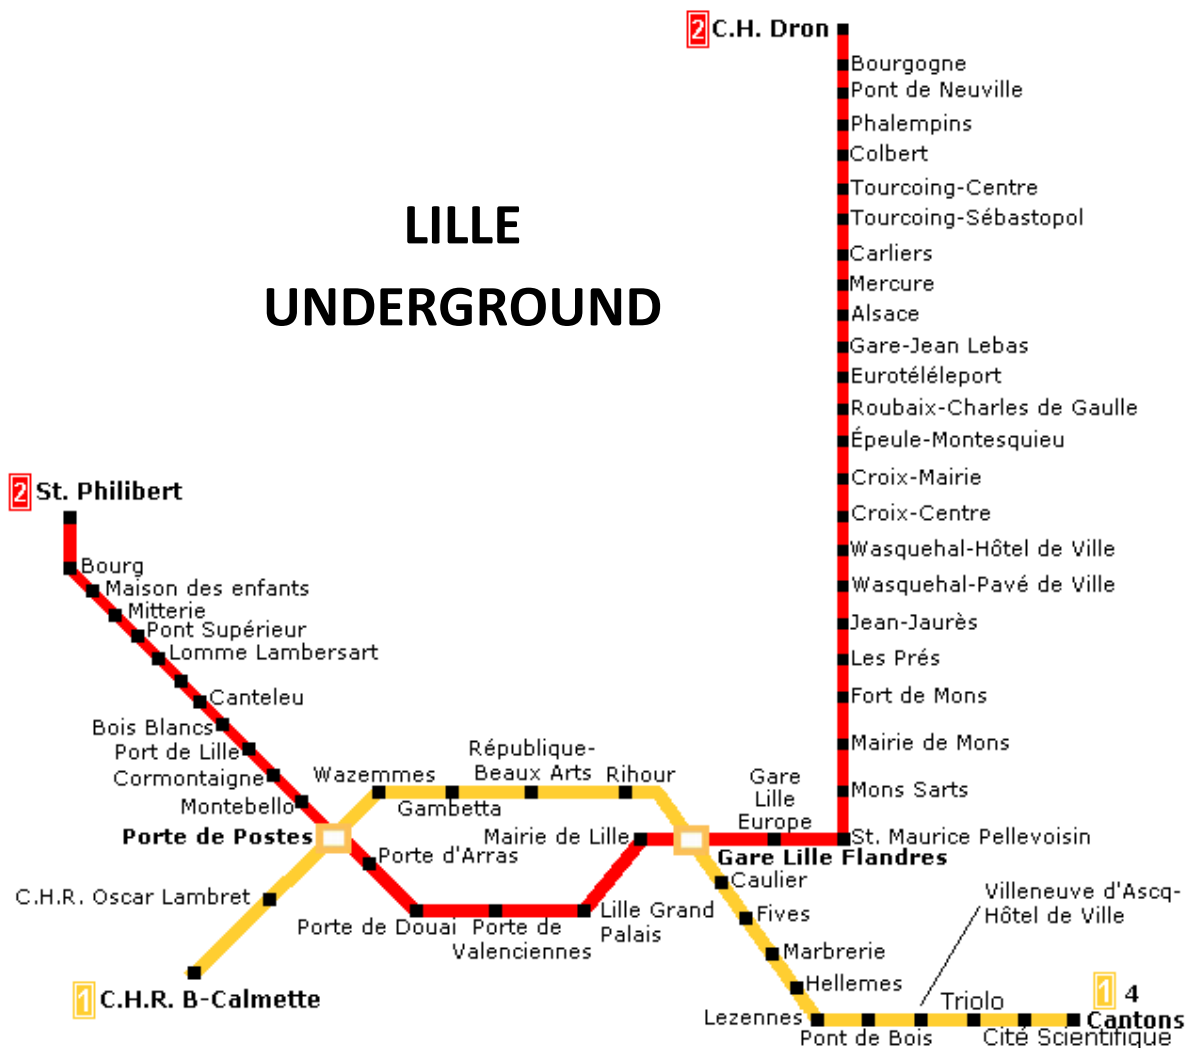 2 C.H. Dron
Bourgogne
Pont de Neuville
Phalempins
Colbert
Tourcoing-Centre
Tourcoing-Sébastopol
LILLE
UNDERGROUND
Carliers
Mercure
Alsace
Gare-Jean Lebas
Eurotéléleport
Roubaix-Charles de Gaulle
Épeule-Montesquieu
Croix-Mairie
Croix-Centre
Wasquehal-Hôtel de Ville
Wasquehal-Pavé de Ville
Jean-Jaurès
Les Prés
Fort de Mons
Mairie de Mons
Mons Sarts
St. Maurice Pellevoisin
2 St. Philibert
Bourg
Maison des enfants
Mitterie
Pont Supérieur
Lomme Lambersart
Canteleu
Bois Blancs
Port de Lille
Cormontaigne
Montebello
Porte de Postes
Wazemmes
Gambetta
République-
Beaux Arts
Rihour
Gare
Lille
Europe
Mairie de Lille
Gare Lille Flandres
Porte d'Arras
Porte de Douai
Porte de
Valenciennes
Lille Grand
Palais
C.H.R. Oscar Lambret
1 C.H.R. B-Calmette
Caulier
Fives
Marbrerie
Hellemes
Lezennes
Pont de Bois
Villeneuve d'Ascq-
Hôtel de Ville
Triolo
Cité Scientifique
1 4
Cantons